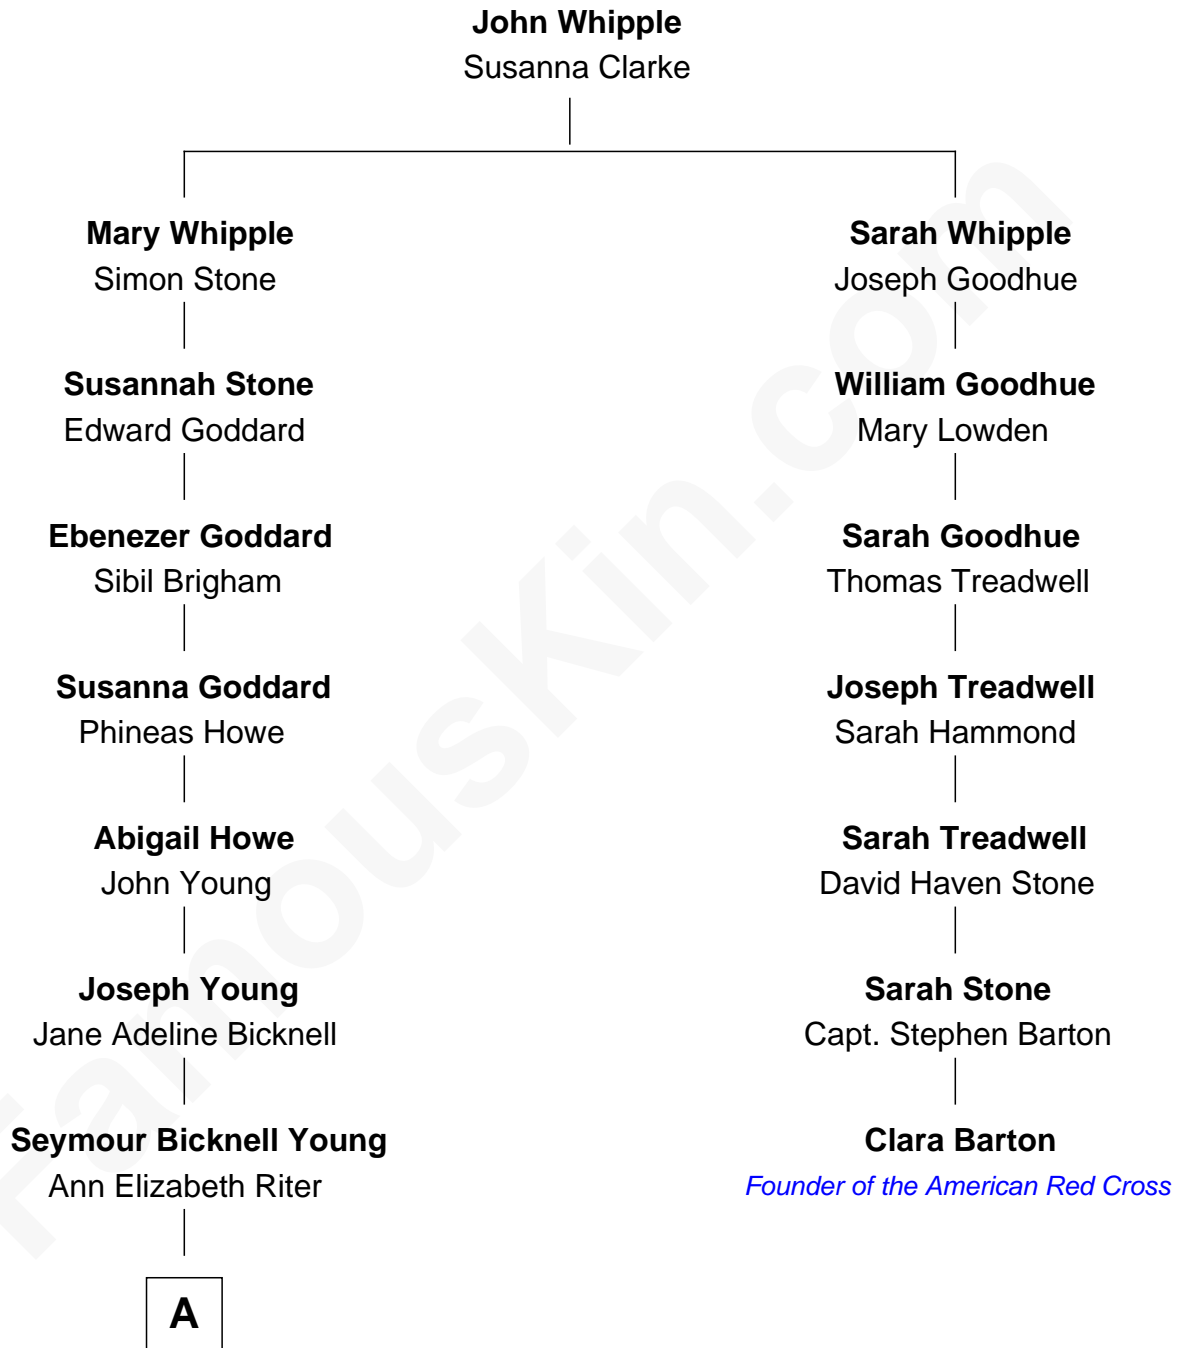 John Whipple
Susanna Clarke
Mary Whipple
Simon Stone
Sarah Whipple
Joseph Goodhue
Susannah Stone
Edward Goddard
William Goodhue
Mary Lowden
Ebenezer Goddard
Sibil Brigham
Sarah Goodhue
Thomas Treadwell
Susanna Goddard
Phineas Howe
Joseph Treadwell
Sarah Hammond
Abigail Howe
John Young
Sarah Treadwell
David Haven Stone
Joseph Young
Jane Adeline Bicknell
Sarah Stone
Capt. Stephen Barton
Seymour Bicknell Young
Ann Elizabeth Riter
Clara Barton
Founder of the American Red Cross
A
FamousKin.com